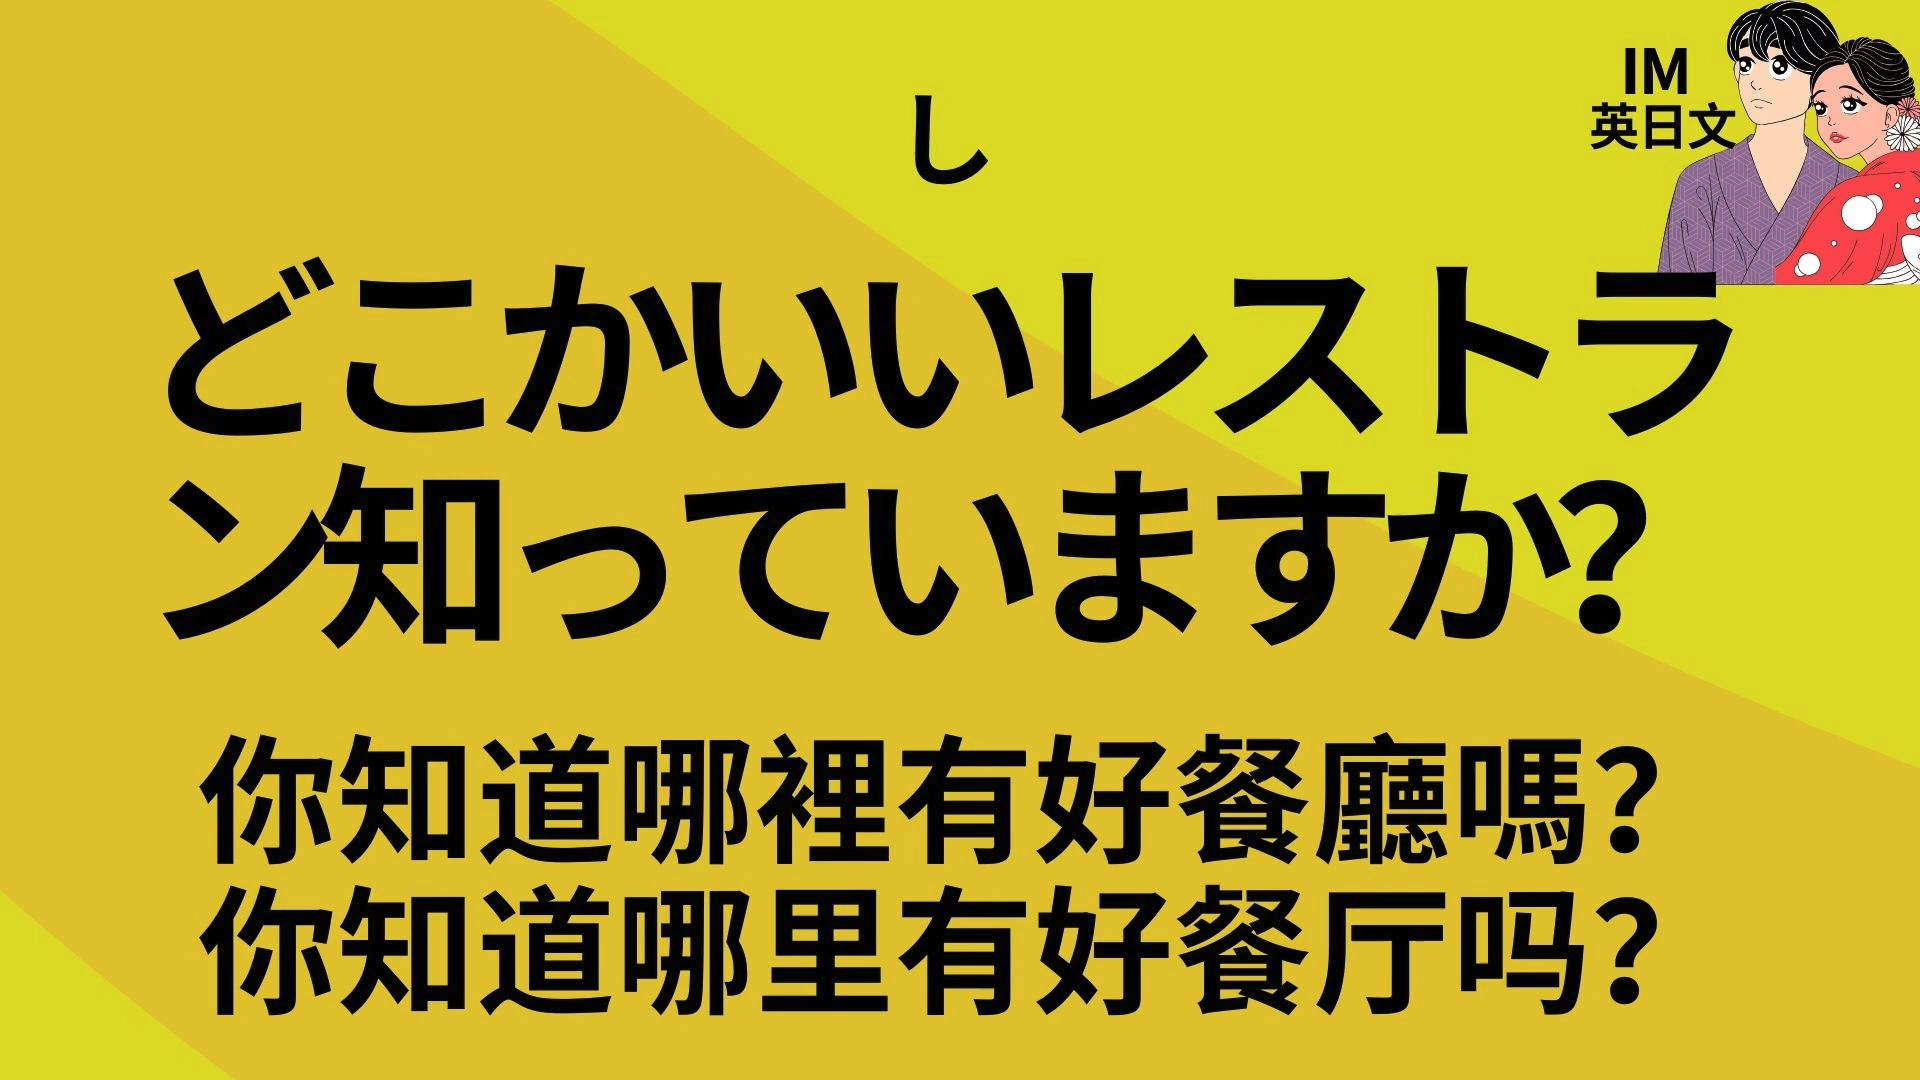 IM
英日文
し
どこかいいレストラ
ン知っていますか?
你知道哪裡有好餐廳嗎?
你知道哪里有好餐厅吗?